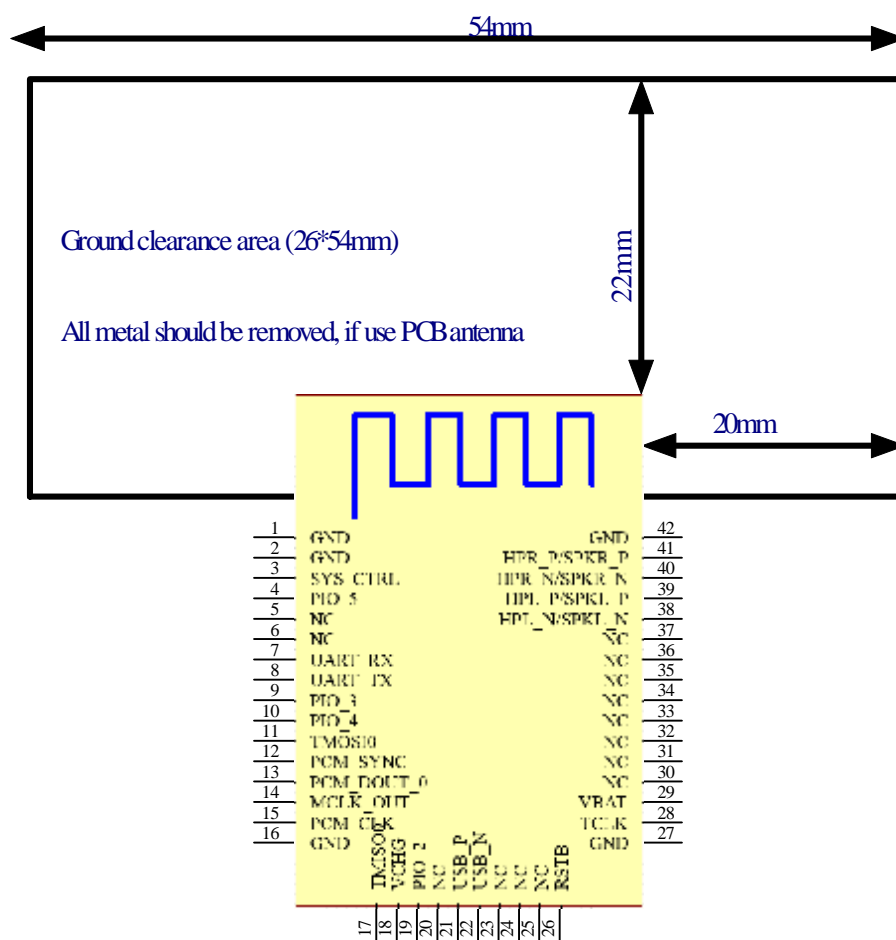 54mm
Ground clearance area (26*54mm)
22mm
All metal should be removed, if use PCB antenna
20mm
1 GND
2 GND
3 SYS_CTRL
4 PIO_5
5 NC
6 NC
7 UART_RX
8 UART_TX
9 PIO_3
10 PIO_4
11 TMOSI0
12 PCM_SYNC
13 PCM_DOUT_0
14 MCLK_OUT
15 PCM_CLK
16 GND
GND 42
HPR_P/SPKR_P 41
HPR_N/SPKR_N 40
HPL_P/SPKL_P 39
HPL_N/SPKL_N 38
NC 37
NC 36
NC 35
NC 34
NC 33
NC 32
NC 31
NC 30
VBAT 29
TCLK 28
GND 27
17
18 VCHG
19 PIO_2
20 NC
21 USB_P
22 USB_N
23 NC
24 NC
25 NC
26 RSTB